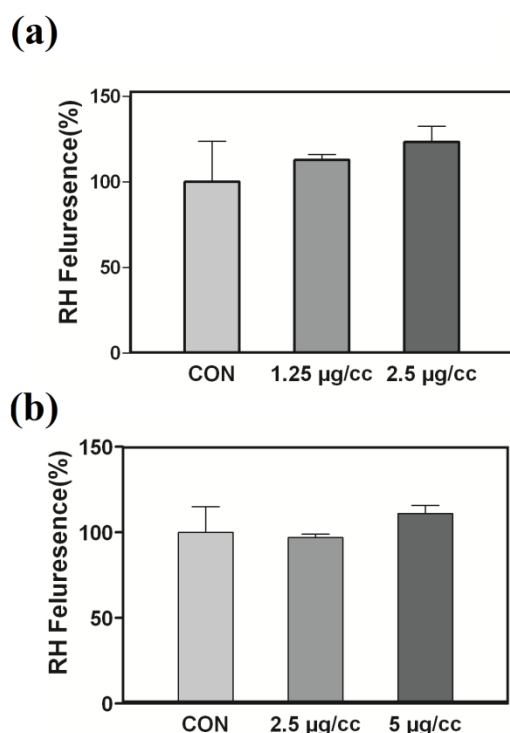 (a)
150
100
50
0
RH Feluresence(%)
CON 1.25 µg/cc 2.5 µg/cc
(b)
150
100
50
0
RH Feluresence(%)
CON 2.5 µg/cc 5 µg/cc